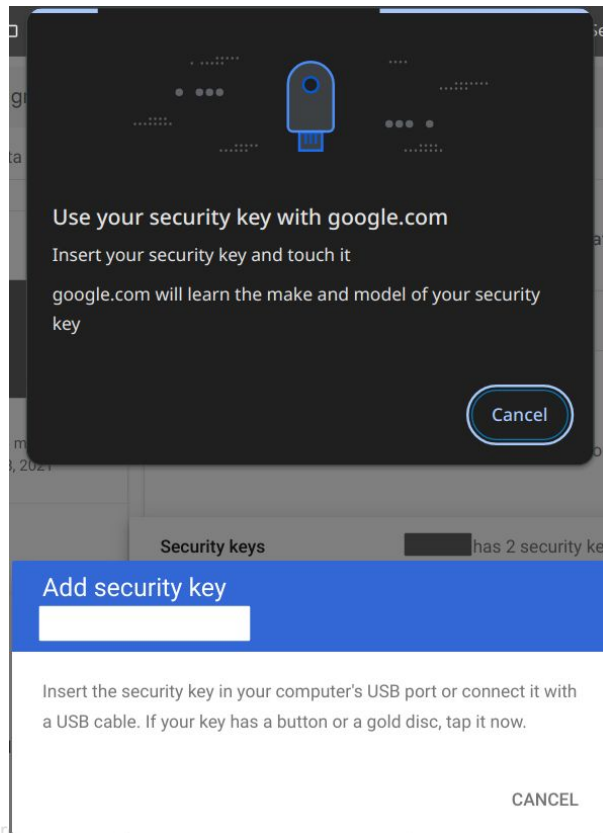 Use your security key with google.com
Insert your security key and touch it
google.com will learn the make and model of your security
key
Cancel
Security keys
has 2 security ke
Add security key
Insert the security key in your computer's USB port or connect it with
a USB cable. If your key has a button or a gold disc, tap it now.
CANCEL